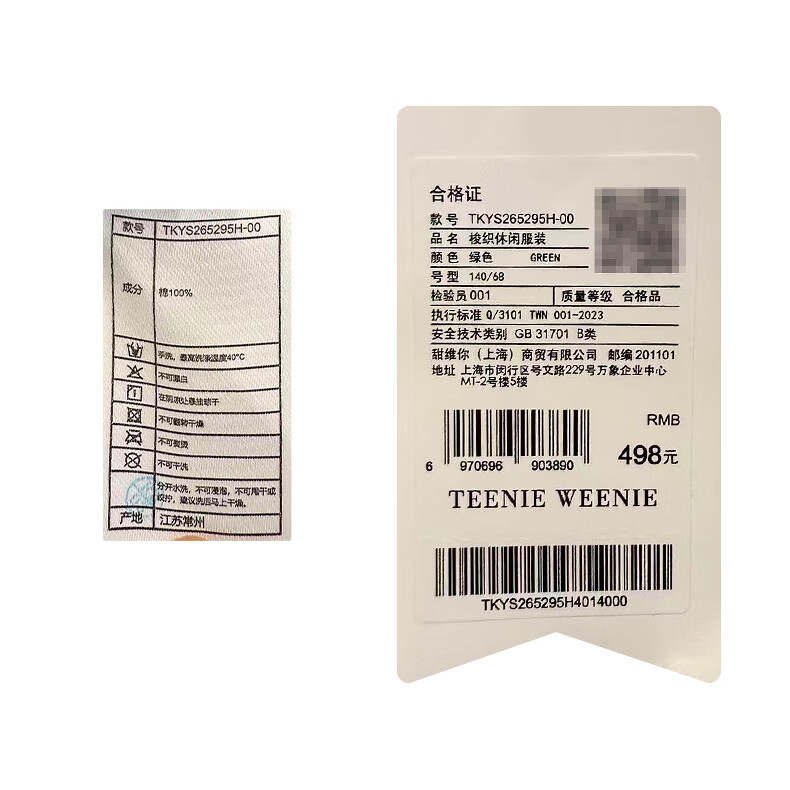 款号 TKYS265295H-00
成分 棉100%
手洗，最高洗涤温度40°C
不可漂白
在阴凉处悬挂晾干
不可翻转干燥
不可熨烫
不可干洗
分开水洗，不可浸泡，不可甩干或
绞拧，建议洗后马上干燥。
产地 江苏常州
合格证
款号 TKYS265295H-00
品名 梭织休闲服装
颜色 绿色 GREEN
号型 140/68
检验员001 质量等级 合格品
执行标准 Q/3101 TWN 001-2023
安全技术类别 GB 31701 B类
甜维你（上海）商贸有限公司 邮编 201101
地址 上海市闵行区号文路229号万象企业中心
MT-2号楼5楼
RMB
498元
6 970696 903890
TEENIE WEENIE
TKYS265295H4014000